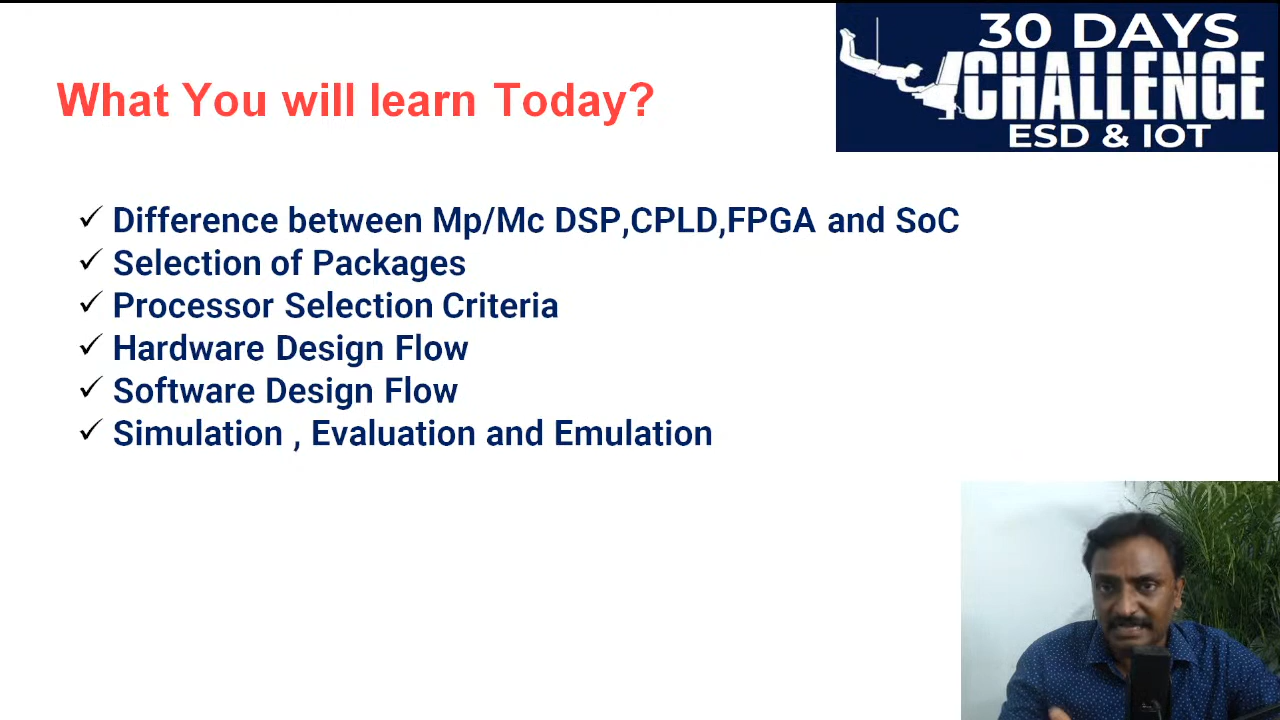 30 DAYS
CHALLENGE
ESD & IOT
What You will learn Today?
Difference between Mp/Mc DSP,CPLD,FPGA and SoC
Selection of Packages
Processor Selection Criteria
Hardware Design Flow
Software Design Flow
Simulation , Evaluation and Emulation